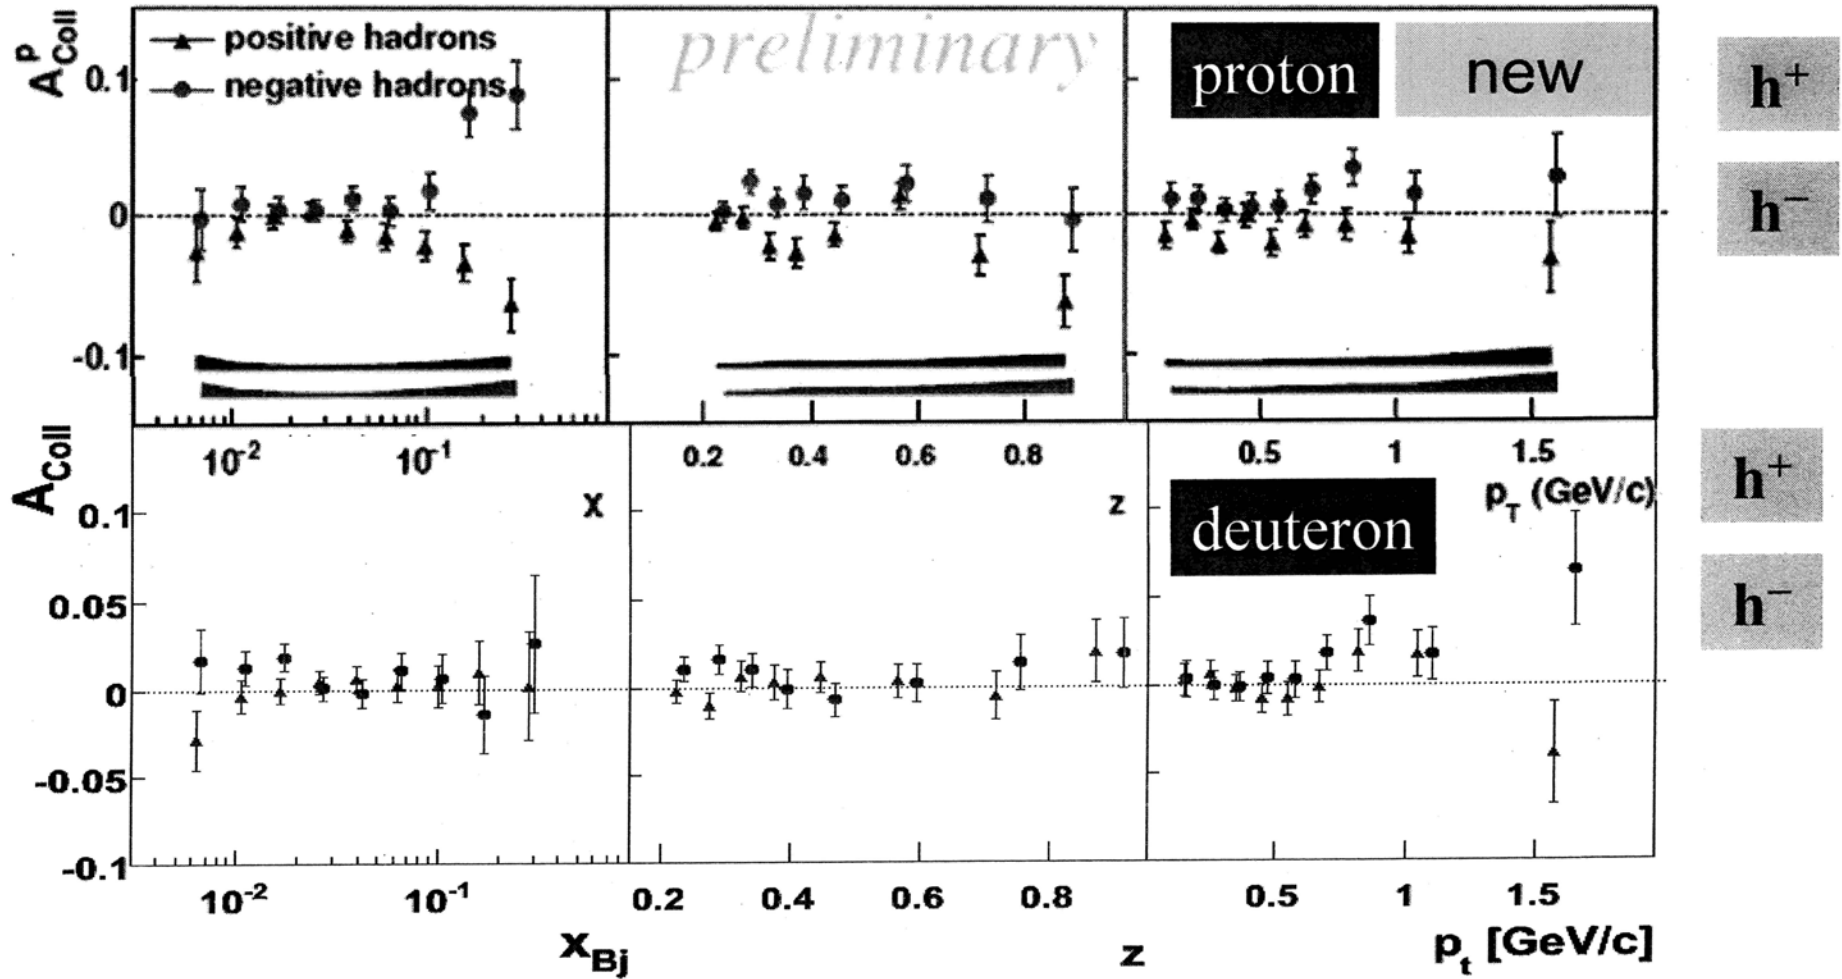 A^p_Coll
positive hadrons
negative hadrons
preliminary
proton
new
h⁺
h⁻
0.1
0
-0.1
10⁻² 10⁻¹
0.2 0.4 0.6 0.8
0.5 1 1.5
x
z
p_T (GeV/c)
A_Coll
deuteron
h⁺
h⁻
0.1
0.05
0
-0.05
-0.1
10⁻² 10⁻¹
0.2 0.4 0.6 0.8
0.5 1 1.5
x_Bj
z
p_t [GeV/c]